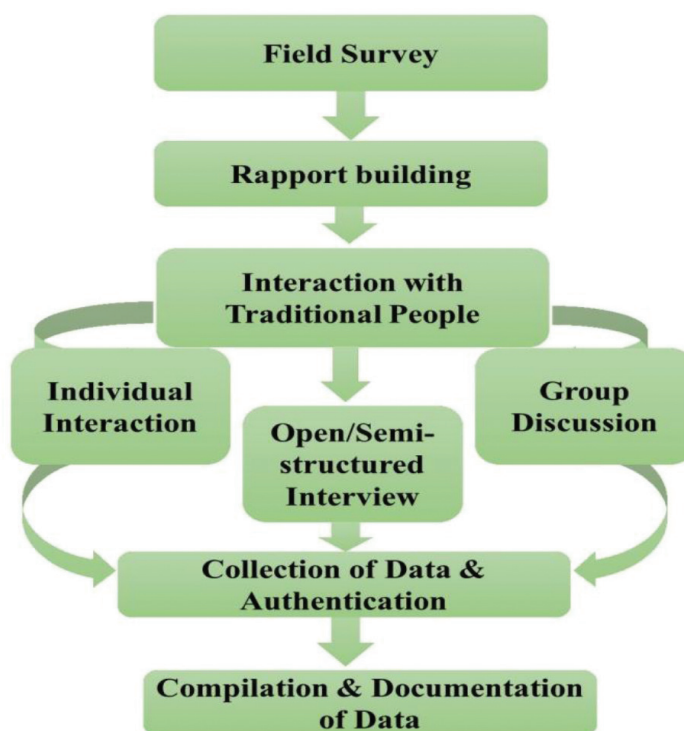 Field Survey
Rapport building
Interaction with
Traditional People
Individual
Interaction
Open/Semi-
structured
Interview
Group
Discussion
Collection of Data &
Authentication
Compilation & Documentation
of Data